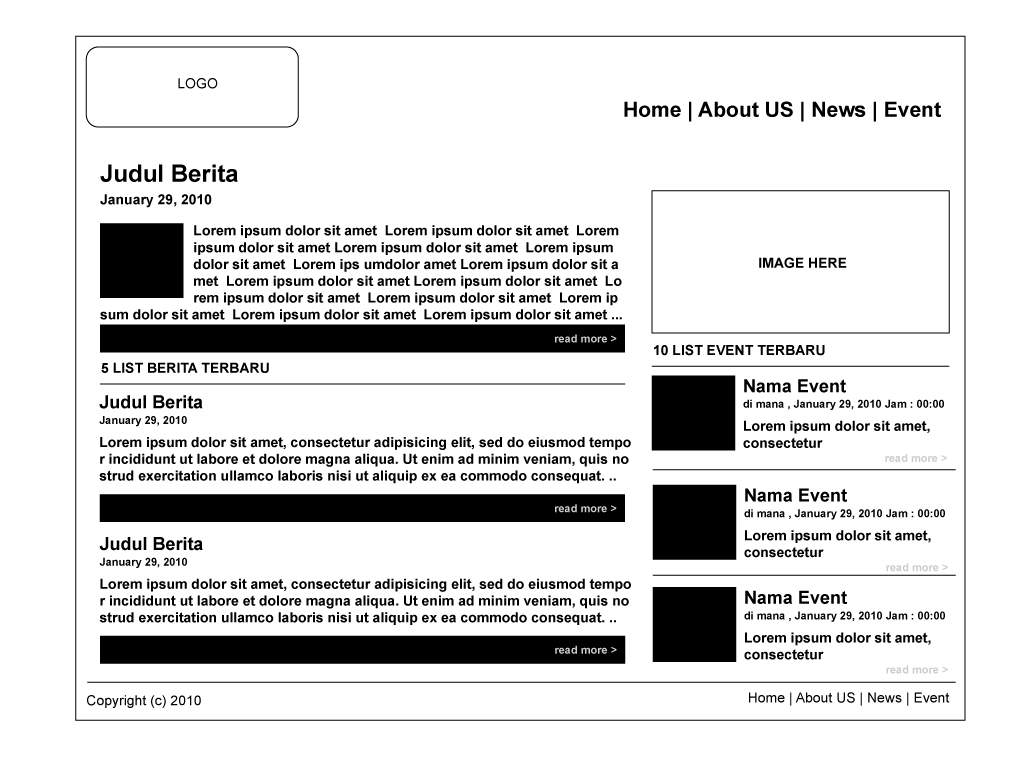 LOGO
Home | About US | News | Event
Judul Berita
January 29, 2010
Lorem ipsum dolor sit amet  Lorem ipsum dolor sit amet  Lorem
ipsum dolor sit amet Lorem ipsum dolor sit amet  Lorem ipsum
dolor sit amet  Lorem ips umdolor amet Lorem ipsum dolor sit a
met  Lorem ipsum dolor sit amet Lorem ipsum dolor sit amet  Lo
rem ipsum dolor sit amet  Lorem ipsum dolor sit amet  Lorem ip
sum dolor sit amet  Lorem ipsum dolor sit amet  Lorem ipsum dolor sit amet ...
read more >
5 LIST BERITA TERBARU
Judul Berita
January 29, 2010
Lorem ipsum dolor sit amet, consectetur adipisicing elit, sed do eiusmod tempo
r incididunt ut labore et dolore magna aliqua. Ut enim ad minim veniam, quis no
strud exercitation ullamco laboris nisi ut aliquip ex ea commodo consequat. ..
read more >
Judul Berita
January 29, 2010
Lorem ipsum dolor sit amet, consectetur adipisicing elit, sed do eiusmod tempo
r incididunt ut labore et dolore magna aliqua. Ut enim ad minim veniam, quis no
strud exercitation ullamco laboris nisi ut aliquip ex ea commodo consequat. ..
read more >
IMAGE HERE
10 LIST EVENT TERBARU
Nama Event
di mana , January 29, 2010 Jam : 00:00
Lorem ipsum dolor sit amet,
consectetur
read more >
Nama Event
di mana , January 29, 2010 Jam : 00:00
Lorem ipsum dolor sit amet,
consectetur
read more >
Nama Event
di mana , January 29, 2010 Jam : 00:00
Lorem ipsum dolor sit amet,
consectetur
read more >
Copyright (c) 2010
Home | About US | News | Event